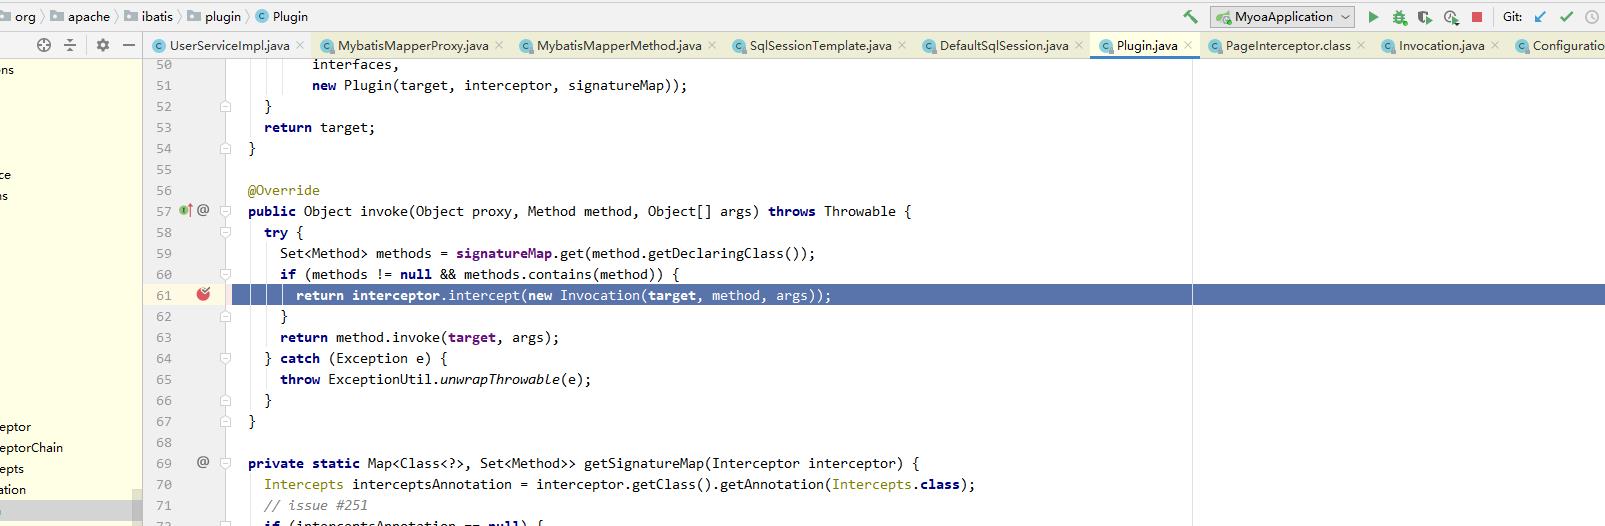 org apache ibatis plugin Plugin MyoaApplication Git:
UserServiceImpl.java MybatisMapperProxy.java MybatisMapperMethod.java SqlSessionTemplate.java DefaultSqlSession.java Plugin.java PageInterceptor.class Invocation.java Configuratio
ns
ce
ns
eptor
eptorChain
epts
ation
50 interfaces,
51 new Plugin(target, interceptor, signatureMap));
52 }
53 return target;
54 }
55
56 @Override
57 @ public Object invoke(Object proxy, Method method, Object[] args) throws Throwable {
58 try {
59 Set<Method> methods = signatureMap.get(method.getDeclaringClass());
60 if (methods != null && methods.contains(method)) {
61 return interceptor.intercept(new Invocation(target, method, args));
62 }
63 return method.invoke(target, args);
64 } catch (Exception e) {
65 throw ExceptionUtil.unwrapThrowable(e);
66 }
67 }
68
69 @ private static Map<Class<?>, Set<Method>> getSignatureMap(Interceptor interceptor) {
70 Intercepts interceptsAnnotation = interceptor.getClass().getAnnotation(Intercepts.class);
71 // issue #251
72 if (interceptsAnnotation == null) {